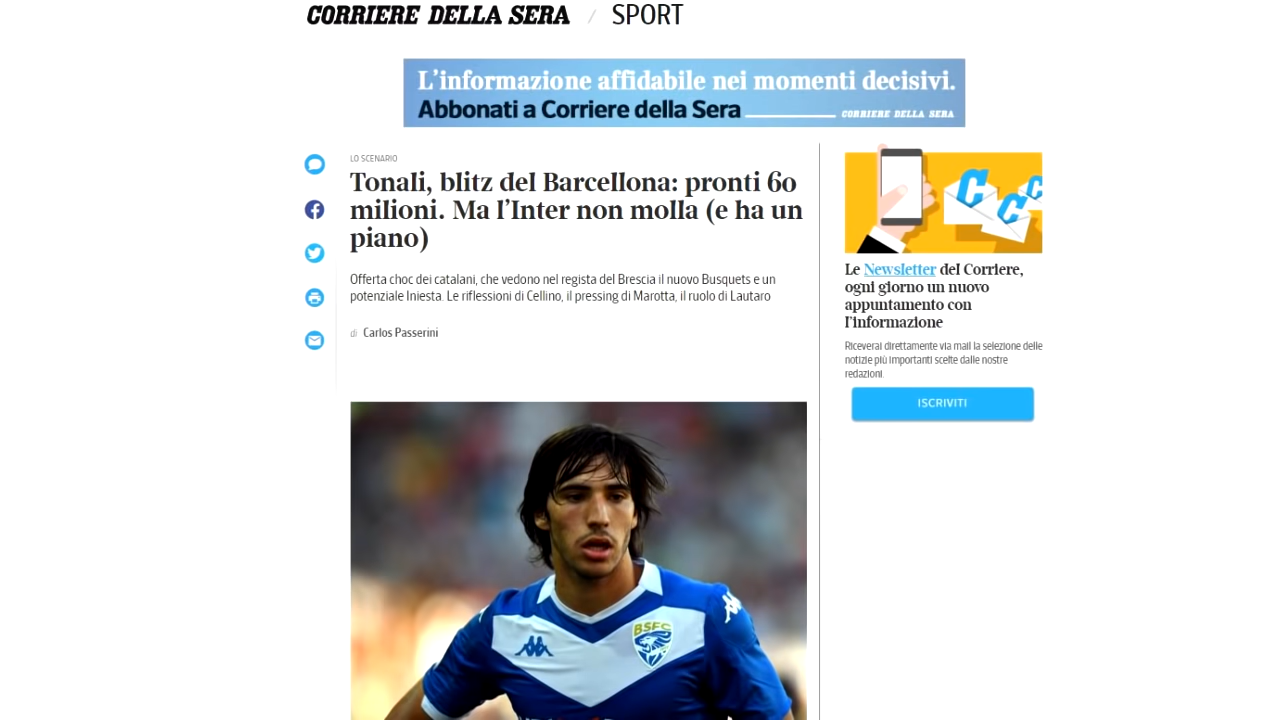 CORRIERE DELLA SERA / SPORT
L'informazione affidabile nei momenti decisivi.
Abbonati a Corriere della Sera
CORRIERE DELLA SERA
LO SCENARIO
Tonali, blitz del Barcellona: pronti 60
milioni. Ma l'Inter non molla (e ha un
piano)
Offerta choc dei catalani, che vedono nel regista del Brescia il nuovo Busquets e un
potenziale Iniesta. Le riflessioni di Cellino, il pressing di Marotta, il ruolo di Lautaro
di Carlos Passerini
Le Newsletter del Corriere,
ogni giorno un nuovo
appuntamento con
l'informazione
Riceverai direttamente via mail la selezione delle
notizie più importanti scelte dalle nostre
redazioni.
ISCRIVITI
BSFC